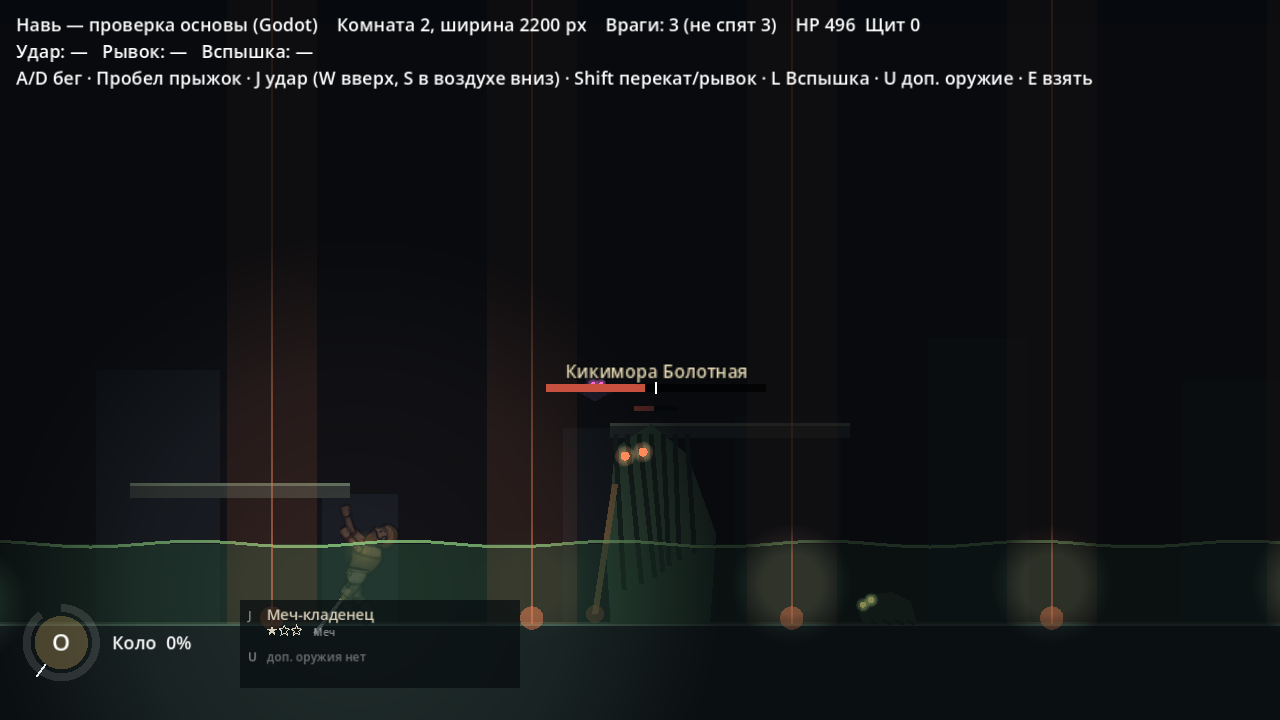 Навь — проверка основы (Godot) Комната 2, ширина 2200 px Враги: 3 (не спят 3) HP 496 Щит 0
Удар: — Рывок: — Вспышка: —
A/D бег · Пробел прыжок · J удар (W вверх, S в воздухе вниз) · Shift перекат/рывок · L Вспышка · U доп. оружие · E взять
Кикимора Болотная
J Меч-кладенец
★☆☆ Меч
U доп. оружия нет
О Коло 0%